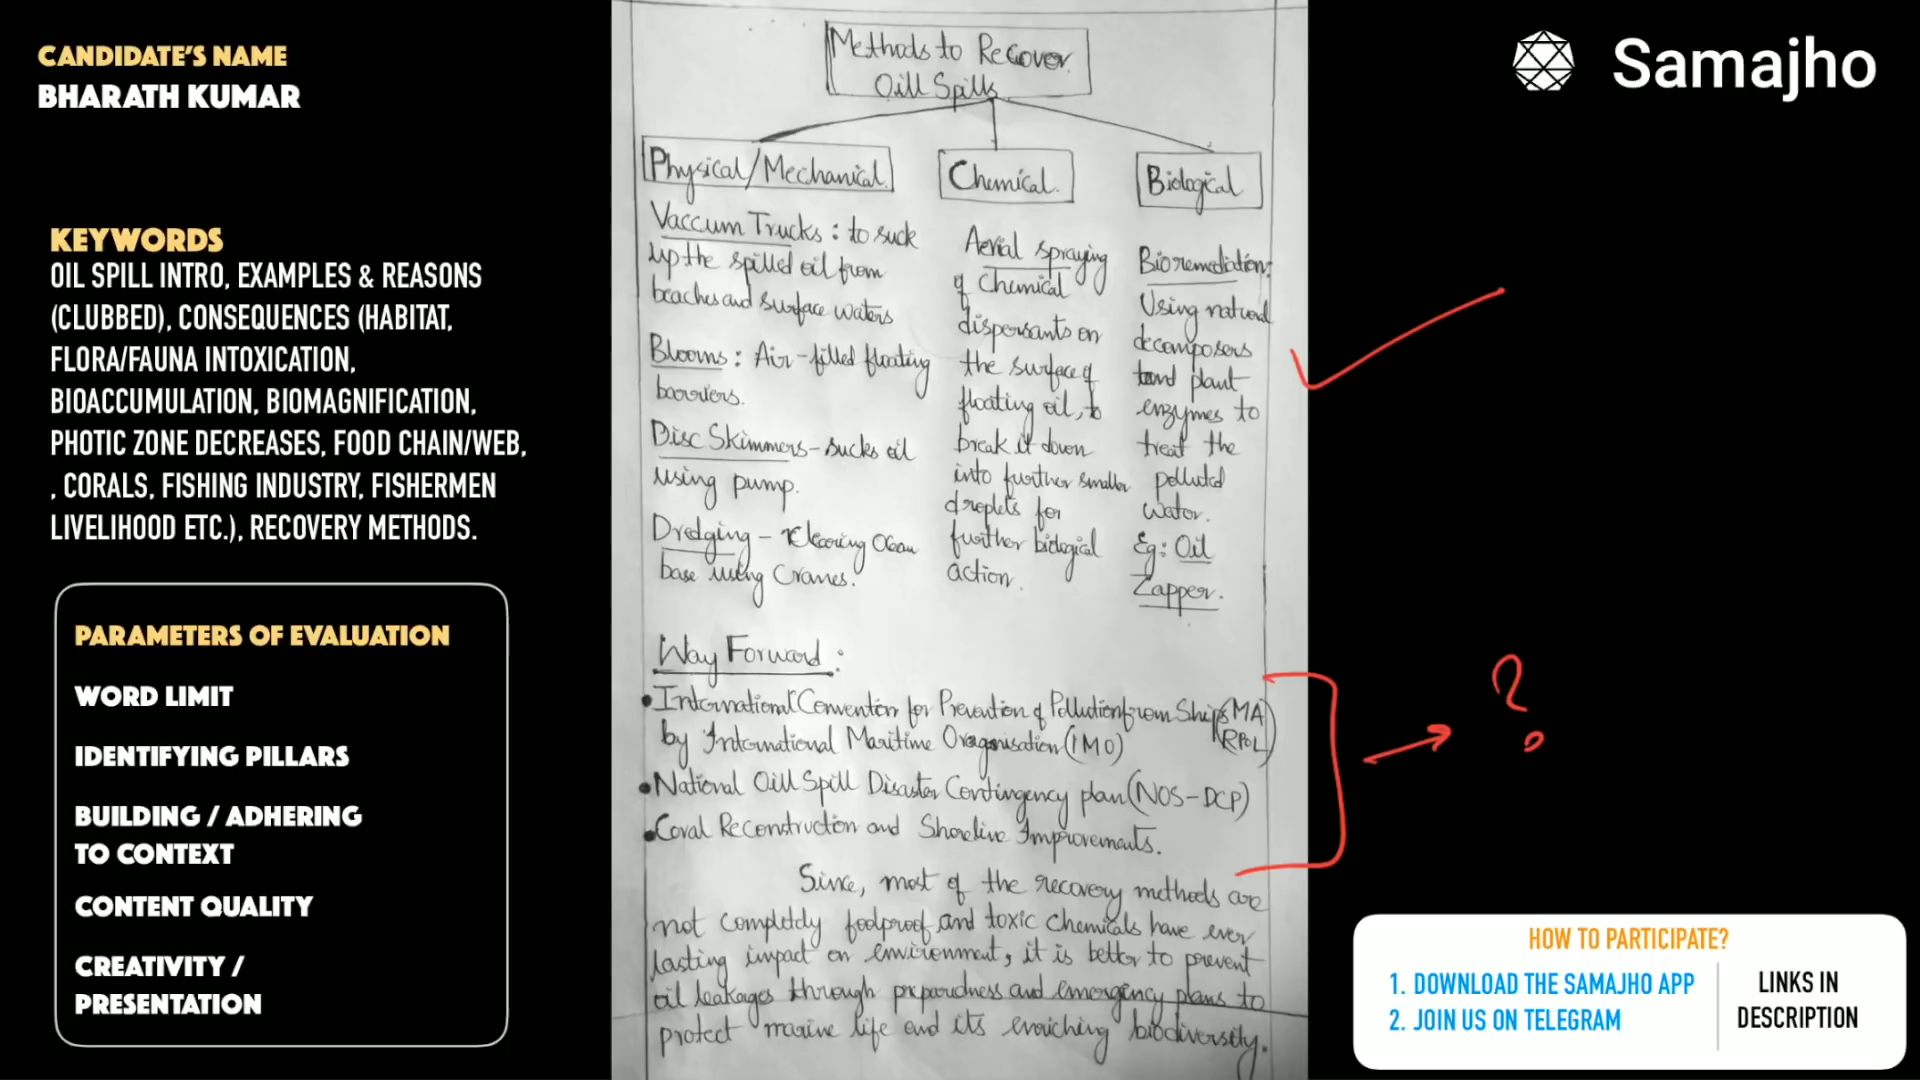 CANDIDATE'S NAME
BHARATH KUMAR
KEYWORDS
OIL SPILL INTRO, EXAMPLES & REASONS
(CLUBBED), CONSEQUENCES (HABITAT,
FLORA/FAUNA INTOXICATION,
BIOACCUMULATION, BIOMAGNIFICATION,
PHOTIC ZONE DECREASES, FOOD CHAIN/WEB,
, CORALS, FISHING INDUSTRY, FISHERMEN
LIVELIHOOD ETC.), RECOVERY METHODS.
PARAMETERS OF EVALUATION
WORD LIMIT
IDENTIFYING PILLARS
BUILDING / ADHERING
TO CONTEXT
CONTENT QUALITY
CREATIVITY /
PRESENTATION
Methods to Recover
Oill Spills
Physical/Mechanical
Vaccum Trucks : to suck
up the spilled oil from
beaches and surface waters
Blooms : Air-filled floating
barriers.
Disc Skimmers - sucks oil
using pump.
Dredging - Clearing Ocean
base using Cranes.
Chemical
Aerial spraying
of Chemical
dispersants on
the surface of
floating oil, to
break it down
into further smaller
droplets for
further biological
action.
Biological
Bioremediation:
Using natural
decomposers
and plant
enzymes to
treat the
polluted
water.
Eg: Oil
Zapper.
Way Forward :
• International Convention for Prevention of Pollution from Ships (MA
RPOL)
by International Maritime Oragonisation (IMO)
• National Oill Spill Disaster Contingency plan (NOS-DCP)
• Coral Reconstruction and Shoreline Improvements.
Since, most of the recovery methods are
not completely foolproof and toxic chemicals have ever
lasting impact on environment, it is better to prevent
oil leakages through preparedness and emergency plans to
protect marine life and its enriching biodiversity.
?
Samajho
HOW TO PARTICIPATE?
1. DOWNLOAD THE SAMAJHO APP
2. JOIN US ON TELEGRAM
LINKS IN
DESCRIPTION